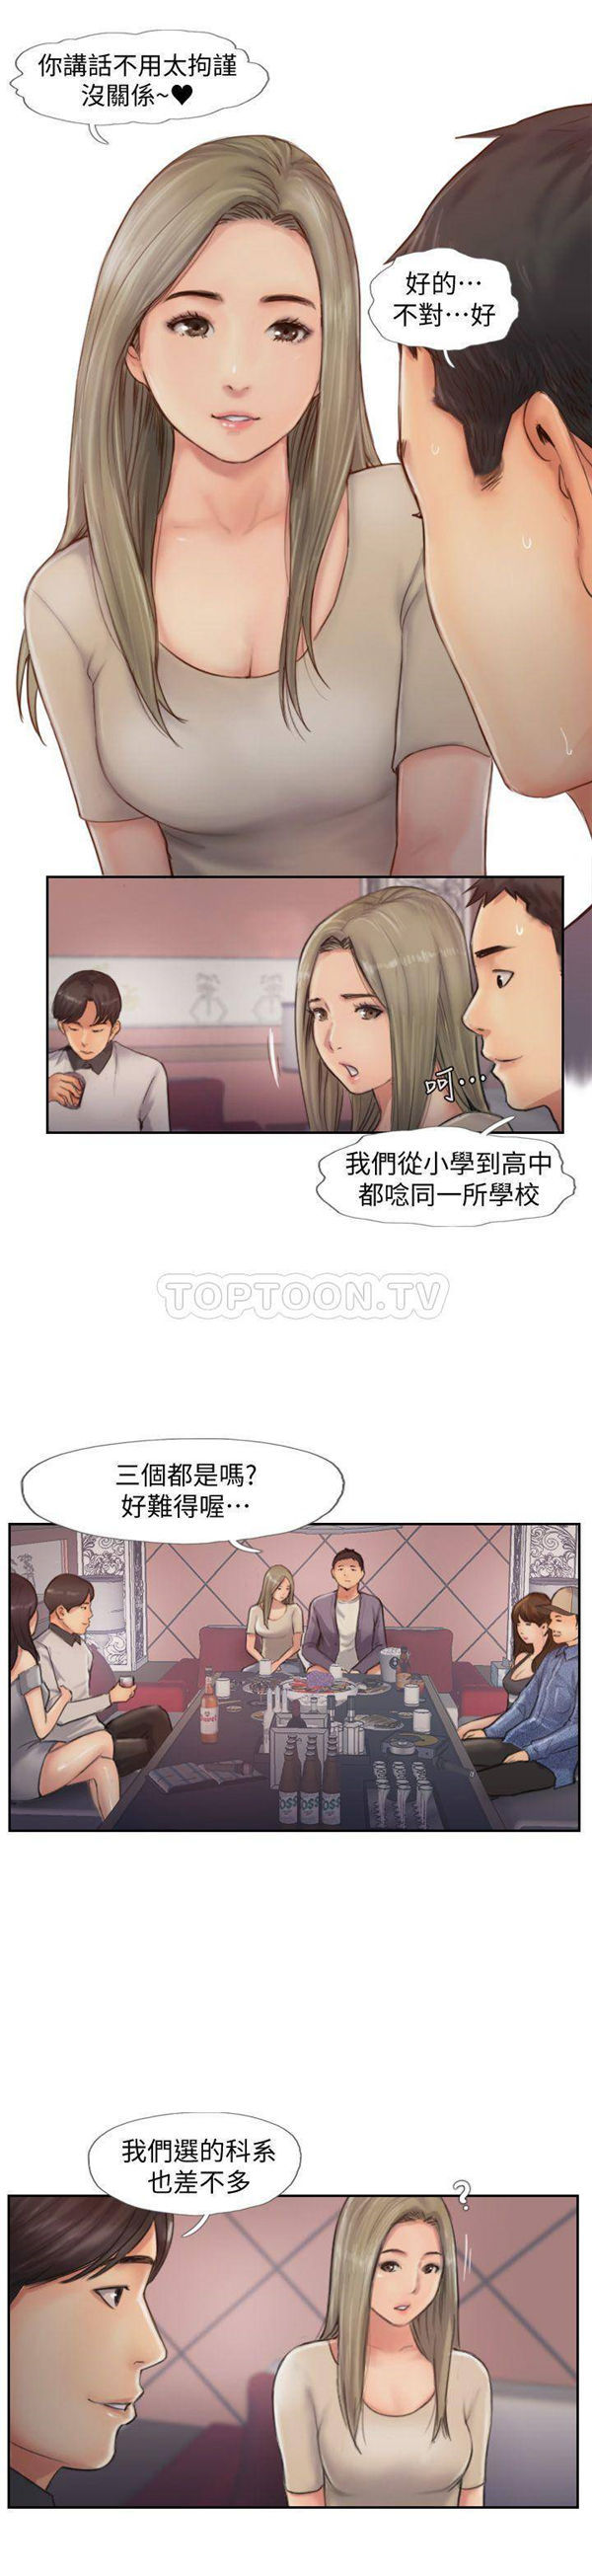 你講話不用太拘謹
沒關係~♥
好的…
不對…好
呵…
我們從小學到高中
都唸同一所學校
TOPTOON.TV
三個都是嗎?
好難得喔…
我們選的科系
也差不多
?